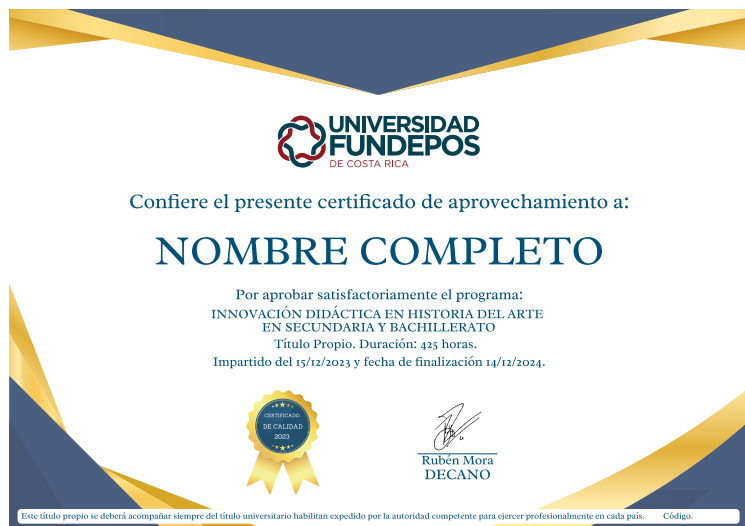 UNIVERSIDAD
FUNDEPOS
DE COSTA RICA
Confiere el presente certificado de aprovechamiento a:
NOMBRE COMPLETO
Por aprobar satisfactoriamente el programa:
INNOVACIÓN DIDÁCTICA EN HISTORIA DEL ARTE
EN SECUNDARIA Y BACHILLERATO
Título Propio. Duración: 425 horas.
Impartido del 15/12/2023 y fecha de finalización 14/12/2024.
CERTIFICADO
DE CALIDAD
2023
Rubén Mora
DECANO
Este título propio se deberá acompañar siempre del título universitario habilitan expedido por la autoridad competente para ejercer profesionalmente en cada país. Código.